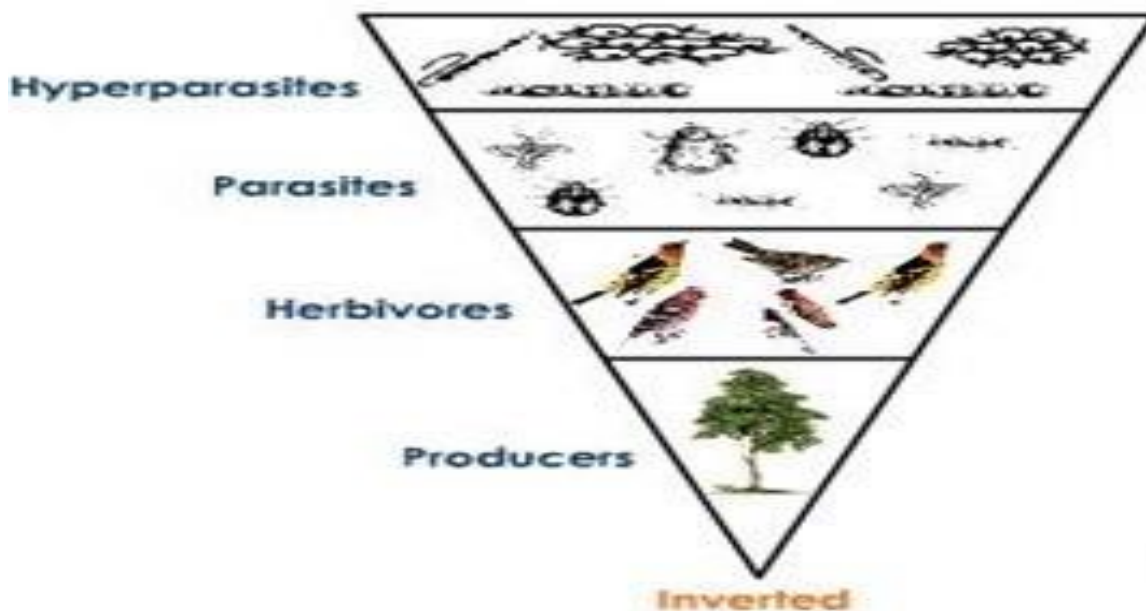 Hyperparasites
Parasites
Herbivores
Producers
Inverted